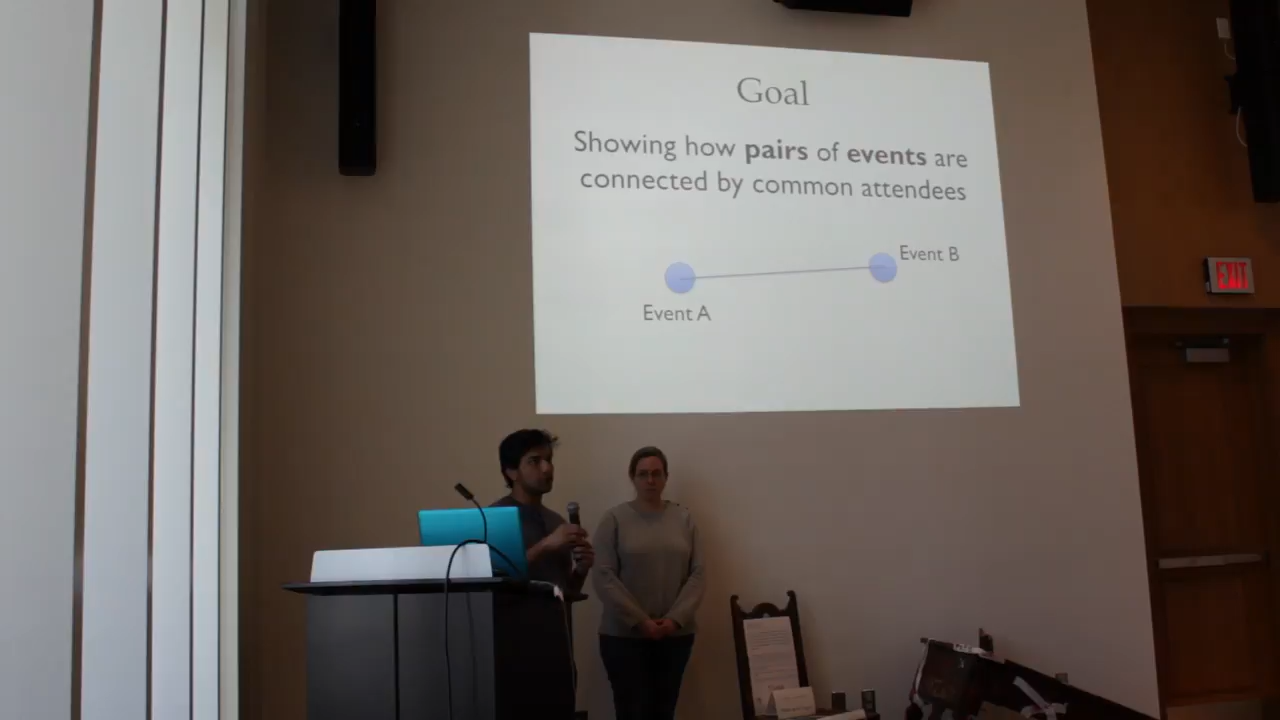 Goal
Showing how pairs of events are
connected by common attendees
Event B
Event A
EXIT